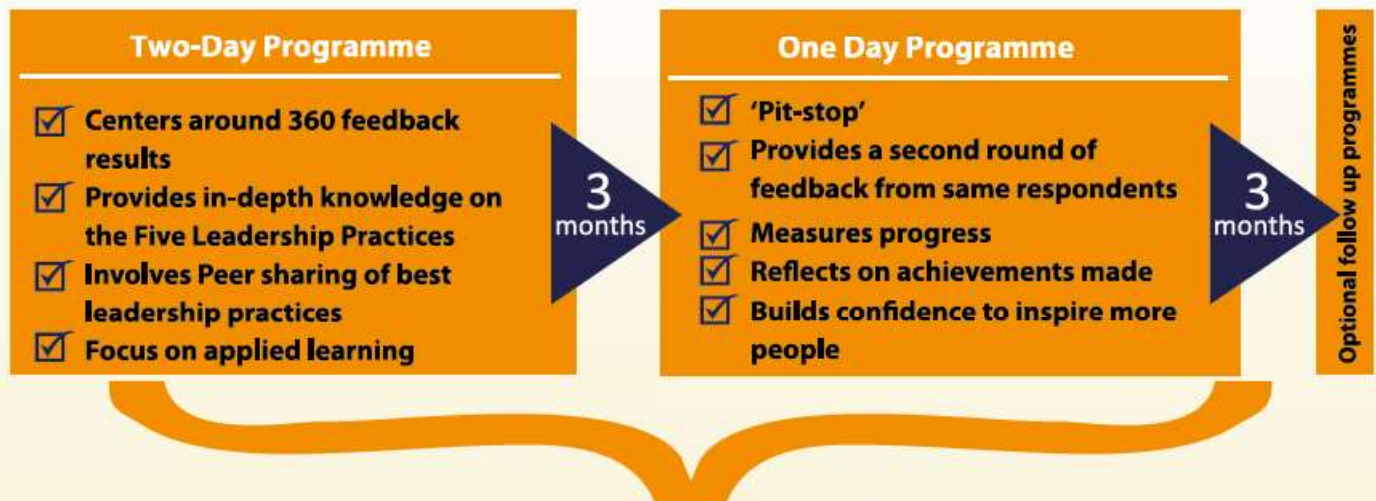 Two-Day Programme
Centers around 360 feedback
results
Provides in-depth knowledge on
the Five Leadership Practices
Involves Peer sharing of best
leadership practices
Focus on applied learning
3
months
One Day Programme
'Pit-stop'
Provides a second round of
feedback from same respondents
Measures progress
Reflects on achievements made
Builds confidence to inspire more
people
3
months
Optional follow up programmes